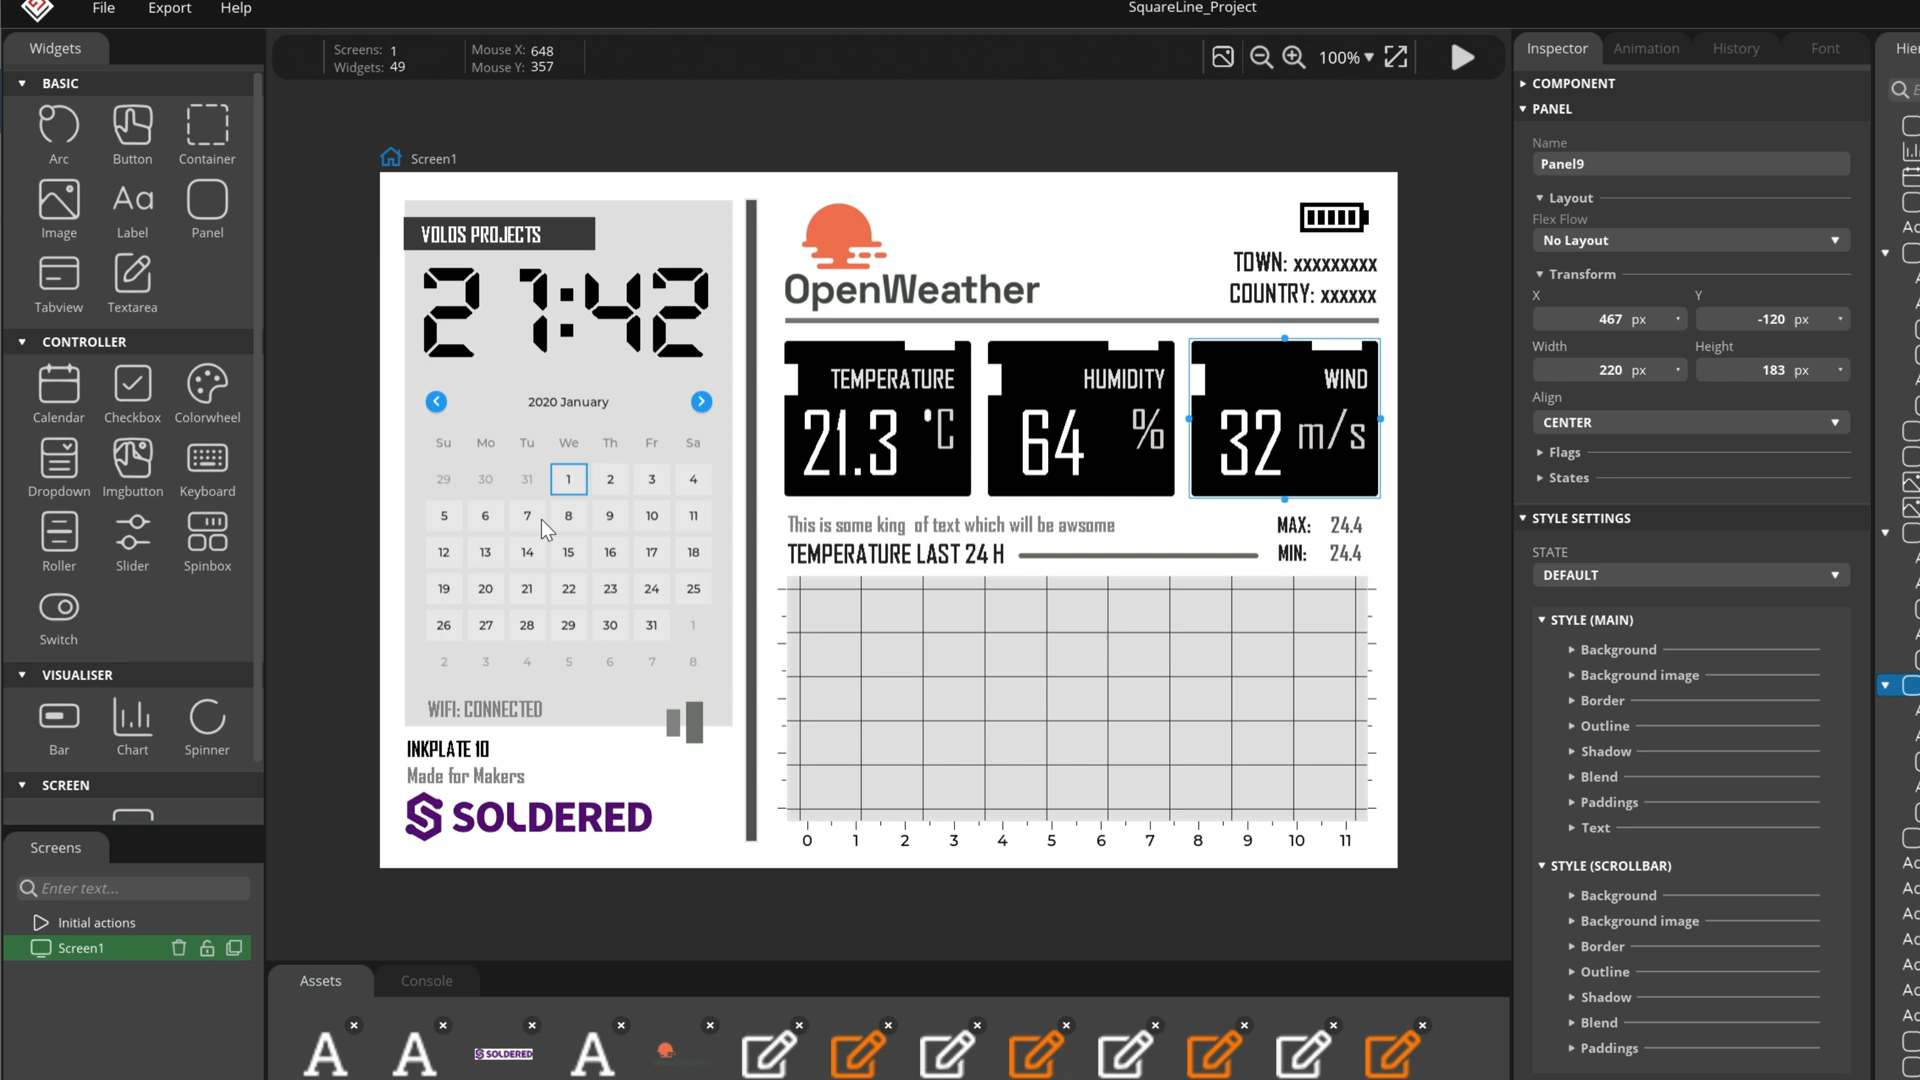 File Export Help
SquareLine_Project
Widgets
BASIC
Arc Button Container
Image Label Panel
Tabview Textarea
CONTROLLER
Calendar Checkbox Colorwheel
Dropdown Imgbutton Keyboard
Roller Slider Spinbox
Switch
VISUALISER
Bar Chart Spinner
SCREEN
Screens
Enter text...
Initial actions
Screen1
Screens: 1
Widgets: 49
Mouse X: 648
Mouse Y: 357
100%
Screen1
VOLOS PROJECTS
27:42
2020 January
Su Mo Tu We Th Fr Sa
29 30 31 1 2 3 4
5 6 7 8 9 10 11
12 13 14 15 16 17 18
19 20 21 22 23 24 25
26 27 28 29 30 31 1
2 3 4 5 6 7 8
WIFI: CONNECTED
INKPLATE 10
Made for Makers
SOLDERED
OpenWeather
TOWN: xxxxxxxxx
COUNTRY: xxxxxx
TEMPERATURE
21.3 °C
HUMIDITY
64 %
WIND
32 m/s
This is some king of text which will be awsome
TEMPERATURE LAST 24 H
MAX: 24.4
MIN: 24.4
0 1 2 3 4 5 6 7 8 9 10 11
Assets Console
A A SOLDERED A
Inspector Animation History Font
COMPONENT
PANEL
Name
Panel9
Layout
Flex Flow
No Layout
Transform
X Y
467 px -120 px
Width Height
220 px 183 px
Align
CENTER
Flags
States
STYLE SETTINGS
STATE
DEFAULT
STYLE (MAIN)
Background
Background image
Border
Outline
Shadow
Blend
Paddings
Text
STYLE (SCROLLBAR)
Background
Background image
Border
Outline
Shadow
Blend
Paddings